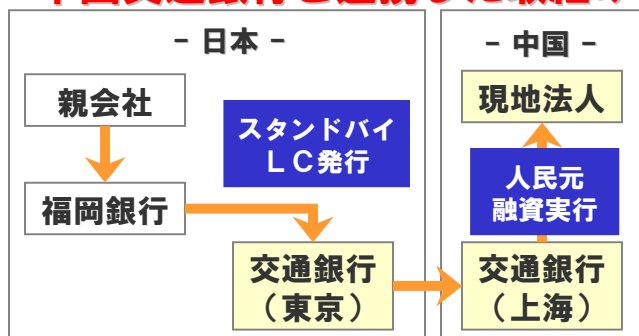 - 日本 -
親会社
スタンドバイ
ＬＣ発行
福岡銀行
交通銀行
（東京）
- 中国 -
現地法人
人民元
融資実行
交通銀行
（上海）